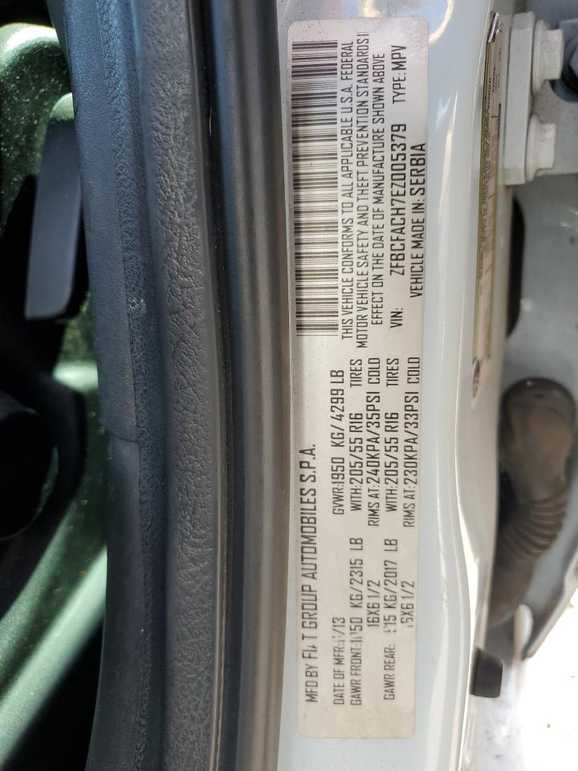 MFD BY FIAT GROUP AUTOMOBILES S.P.A.
DATE OF MFR: /13 GVWR:1950 KG/ 4299 LB
GAWR FRONT: KG/2315 LB WITH:205/55 R16 TIRES
16X6 1/2 RIMS AT:240KPA/35PSI COLD
GAWR REAR: KG/2017 LB WITH:205/55 R16 TIRES
16X6 1/2 RIMS AT:230KPA/33PSI COLD
THIS VEHICLE CONFORMS TO ALL APPLICABLE U.S.A. FEDERAL
MOTOR VEHICLE SAFETY AND THEFT PREVENTION STANDARDS IN
EFFECT ON THE DATE OF MANUFACTURE SHOWN ABOVE
VIN: ZFBCFACH7EZ005379 TYPE:MPV
VEHICLE MADE IN:SERBIA